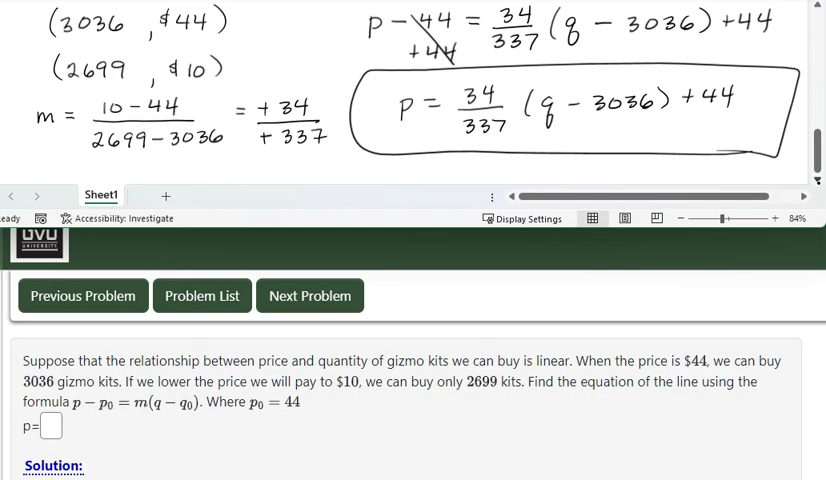 (3036 , $44)
(2699 , $10)
m = 10 - 44 / 2699 - 3036 = + 34 / + 337
p - 44 = 34/337 (q - 3036) + 44
+44
p = 34/337 (q - 3036) + 44
Sheet1
+
eady
Accessibility: Investigate
Display Settings
− + 84%
UVU
UNIVERSITY
Previous Problem
Problem List
Next Problem
Suppose that the relationship between price and quantity of gizmo kits we can buy is linear. When the price is $44, we can buy
3036 gizmo kits. If we lower the price we will pay to $10, we can buy only 2699 kits. Find the equation of the line using the
formula p − p₀ = m(q − q₀). Where p₀ = 44
p=
Solution: